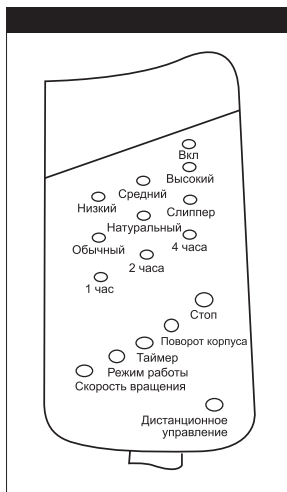 Вкл
Высокий
Средний
Низкий
Слиппер
Натуральный
Обычный
4 часа
2 часа
1 час
Стоп
Поворот корпуса
Таймер
Режим работы
Скорость вращения
Дистанционное
управление